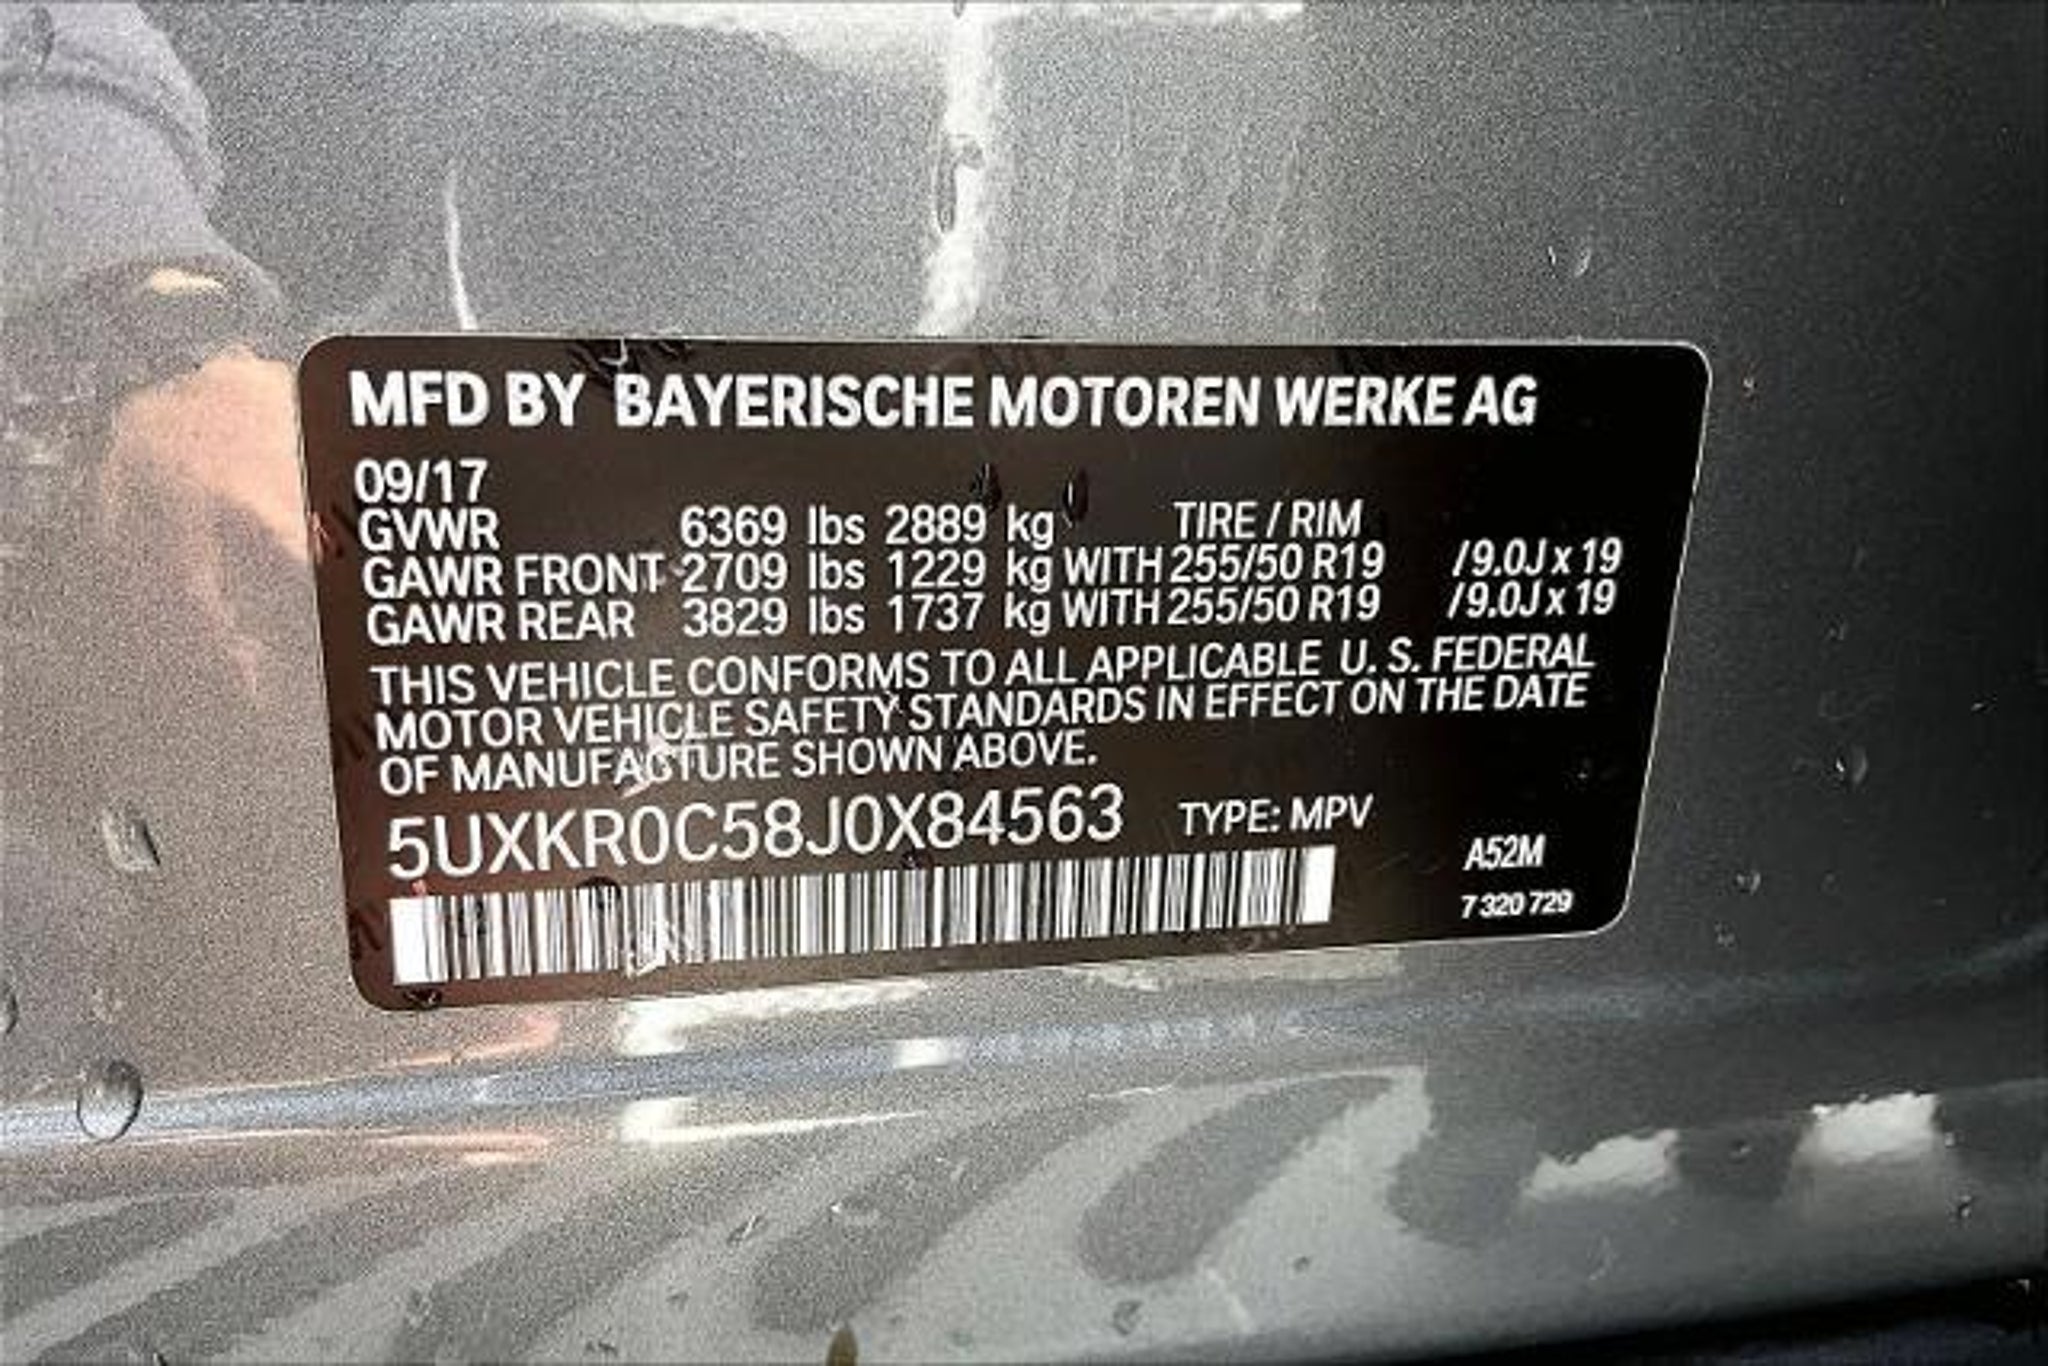 MFD BY BAYERISCHE MOTOREN WERKE AG
09/17
GVWR 6369 lbs 2889 kg TIRE / RIM
GAWR FRONT 2709 lbs 1229 kg WITH 255/50 R19 /9.0J x 19
GAWR REAR 3829 lbs 1737 kg WITH 255/50 R19 /9.0J x 19
THIS VEHICLE CONFORMS TO ALL APPLICABLE U. S. FEDERAL
MOTOR VEHICLE SAFETY STANDARDS IN EFFECT ON THE DATE
OF MANUFACTURE SHOWN ABOVE.
5UXKR0C58J0X84563 TYPE: MPV
A52M
7 320 729